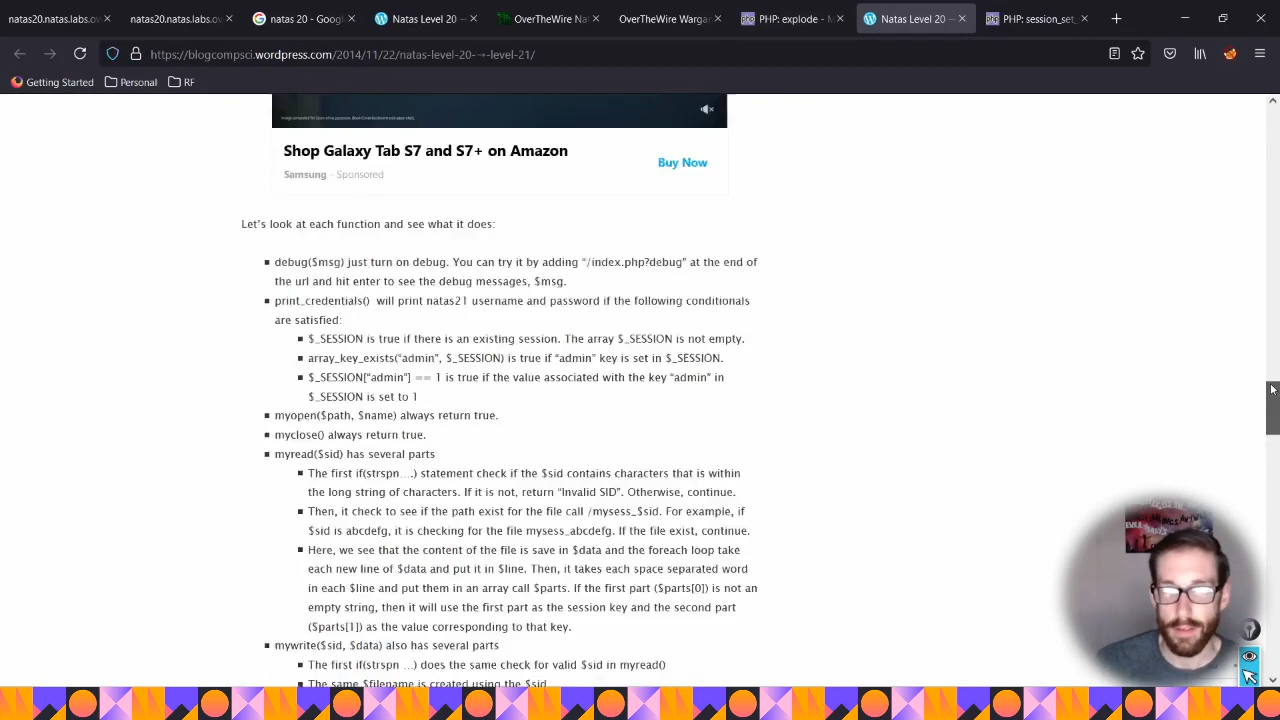 natas20.natas.labs.ov
natas20.natas.labs.ov
natas20
Natas Level 20 –
OverTheWire Natas
OverTheWire Wargam
PHP: explode - M
Natas Level 20 –
PHP: session_set_
https://blogcompsci.wordpress.com/2014/11/22/natas-level-20-→-level-21/
Getting Started
Personal
RF
Shop Galaxy Tab S7 and S7+ on Amazon
Buy Now
Samsung - Sponsored
Let's look at each function and see what it does:
debug($msg) just turn on debug. You can try it by adding “/index.php?debug” at the end of
the url and hit enter to see the debug messages, $msg.
print_credentials() will print natas21 username and password if the following conditionals
are satisfied:
$_SESSION is true if there is an existing session. The array $_SESSION is not empty.
array_key_exists(“admin”, $_SESSION) is true if “admin” key is set in $_SESSION.
$_SESSION[“admin”] == 1 is true if the value associated with the key “admin” in
$_SESSION is set to 1
myopen($path, $name) always return true.
myclose() always return true.
myread($sid) has several parts
The first if(strspn….) statement check if the $sid contains characters that is within
the long string of characters. If it is not, return “Invalid SID”. Otherwise, continue.
Then, it check to see if the path exist for the file call /mysess_$sid. For example, if
$sid is abcdefg, it is checking for the file mysess_abcdefg. If the file exist, continue.
Here, we see that the content of the file is save in $data and the foreach loop take
each new line of $data and put it in $line. Then, it takes each space separated word
in each $line and put them in an array call $parts. If the first part ($parts[0]) is not an
empty string, then it will use the first part as the session key and the second part
($parts[1]) as the value corresponding to that key.
mywrite($sid, $data) also has several parts
The first if(strspn …) does the same check for valid $sid in myread()
The same $filename is created using the $sid